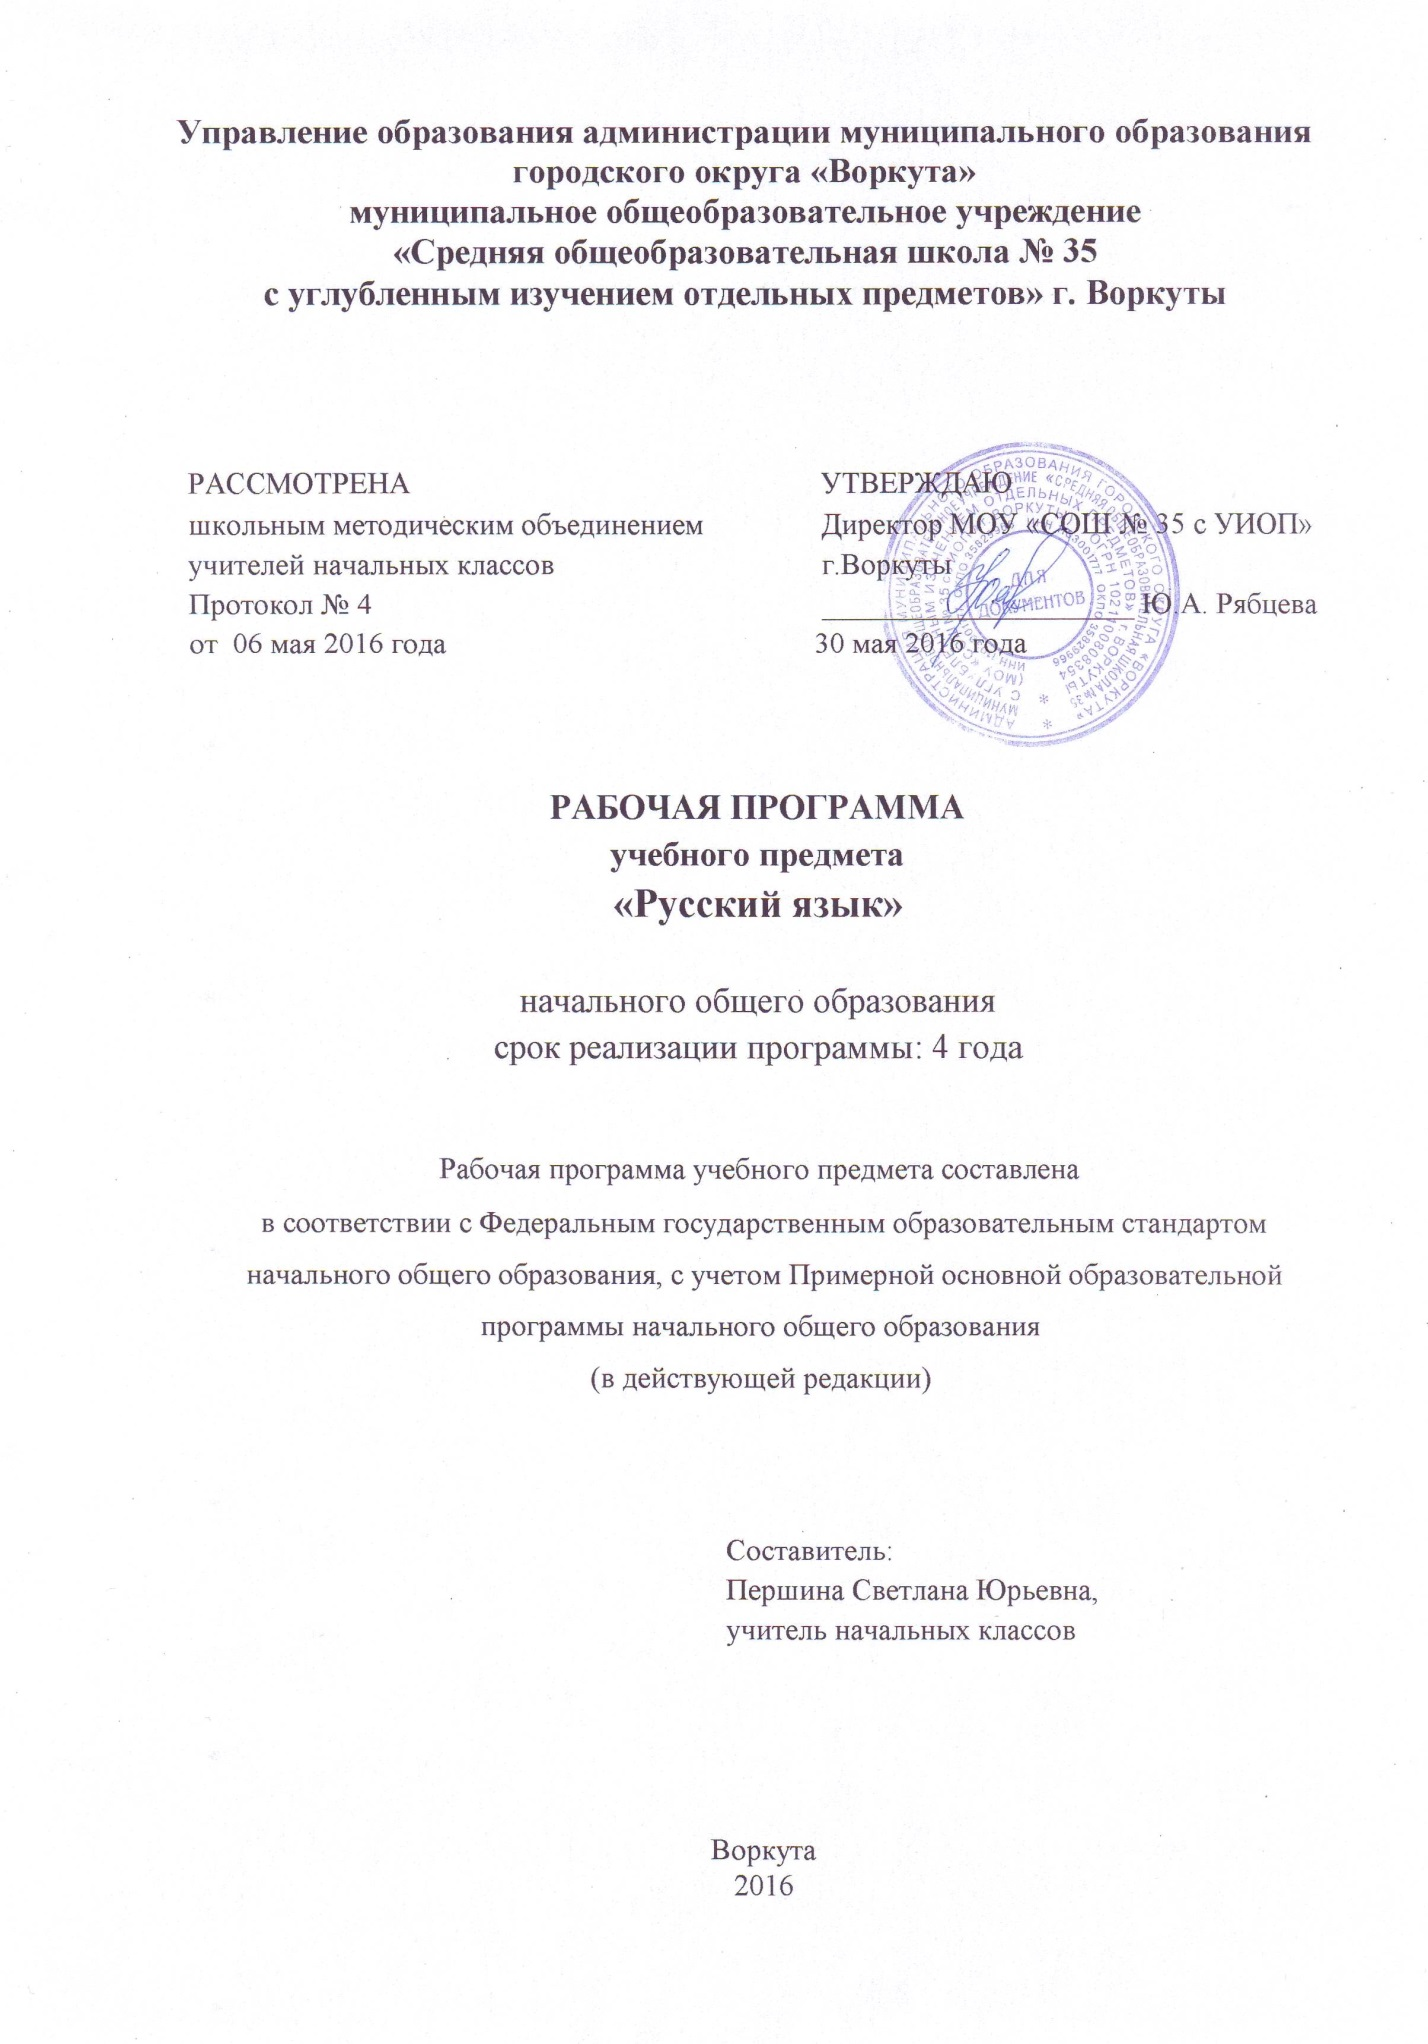 Управление образования администрации муниципального образования
городского округа «Воркута»
муниципальное общеобразовательное учреждение
«Средняя общеобразовательная школа № 35
с углубленным изучением отдельных предметов» г. Воркуты
РАССМОТРЕНА
школьным методическим объединением
учителей начальных классов
Протокол № 4
от 06 мая 2016 года
УТВЕРЖДАЮ
Директор МОУ «СОШ № 35 с УИОП»
г.Воркуты
Ю.А. Рябцева
30 мая 2016 года
ДЛЯ
ДОКУМЕНТОВ
РАБОЧАЯ ПРОГРАММА
учебного предмета
«Русский язык»
начального общего образования
срок реализации программы: 4 года
Рабочая программа учебного предмета составлена
в соответствии с Федеральным государственным образовательным стандартом
начального общего образования, с учетом Примерной основной образовательной
программы начального общего образования
(в действующей редакции)
Составитель:
Першина Светлана Юрьевна,
учитель начальных классов
Воркута
2016